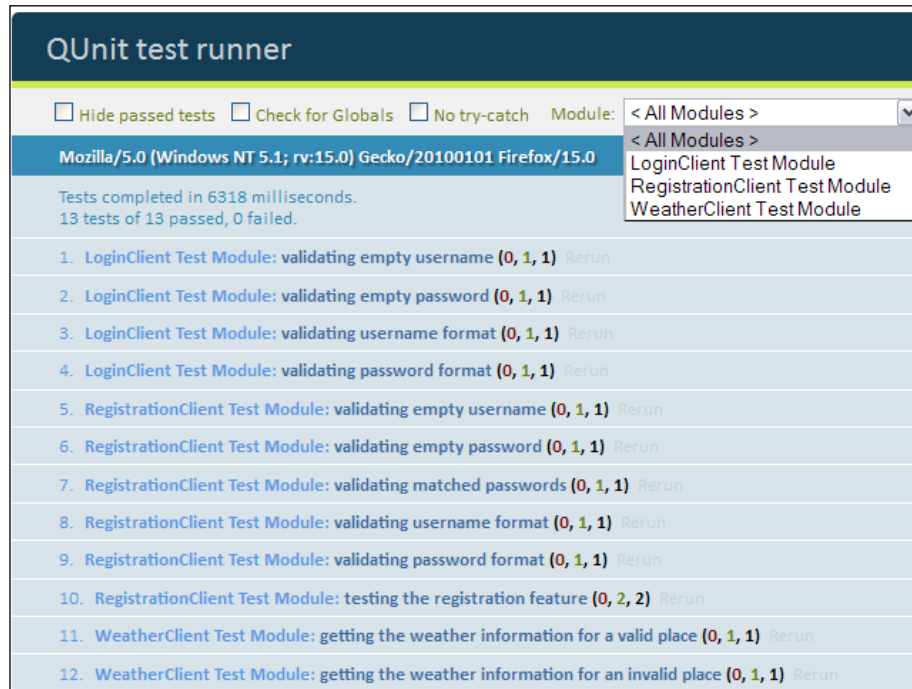 QUnit test runner
Hide passed tests Check for Globals No try-catch Module: < All Modules >
< All Modules >
LoginClient Test Module
RegistrationClient Test Module
WeatherClient Test Module
Mozilla/5.0 (Windows NT 5.1; rv:15.0) Gecko/20100101 Firefox/15.0
Tests completed in 6318 milliseconds.
13 tests of 13 passed, 0 failed.
1. LoginClient Test Module: validating empty username (0, 1, 1) Rerun
2. LoginClient Test Module: validating empty password (0, 1, 1) Rerun
3. LoginClient Test Module: validating username format (0, 1, 1) Rerun
4. LoginClient Test Module: validating password format (0, 1, 1) Rerun
5. RegistrationClient Test Module: validating empty username (0, 1, 1) Rerun
6. RegistrationClient Test Module: validating empty password (0, 1, 1) Rerun
7. RegistrationClient Test Module: validating matched passwords (0, 1, 1) Rerun
8. RegistrationClient Test Module: validating username format (0, 1, 1) Rerun
9. RegistrationClient Test Module: validating password format (0, 1, 1) Rerun
10. RegistrationClient Test Module: testing the registration feature (0, 2, 2) Rerun
11. WeatherClient Test Module: getting the weather information for a valid place (0, 1, 1) Rerun
12. WeatherClient Test Module: getting the weather information for an invalid place (0, 1, 1) Rerun